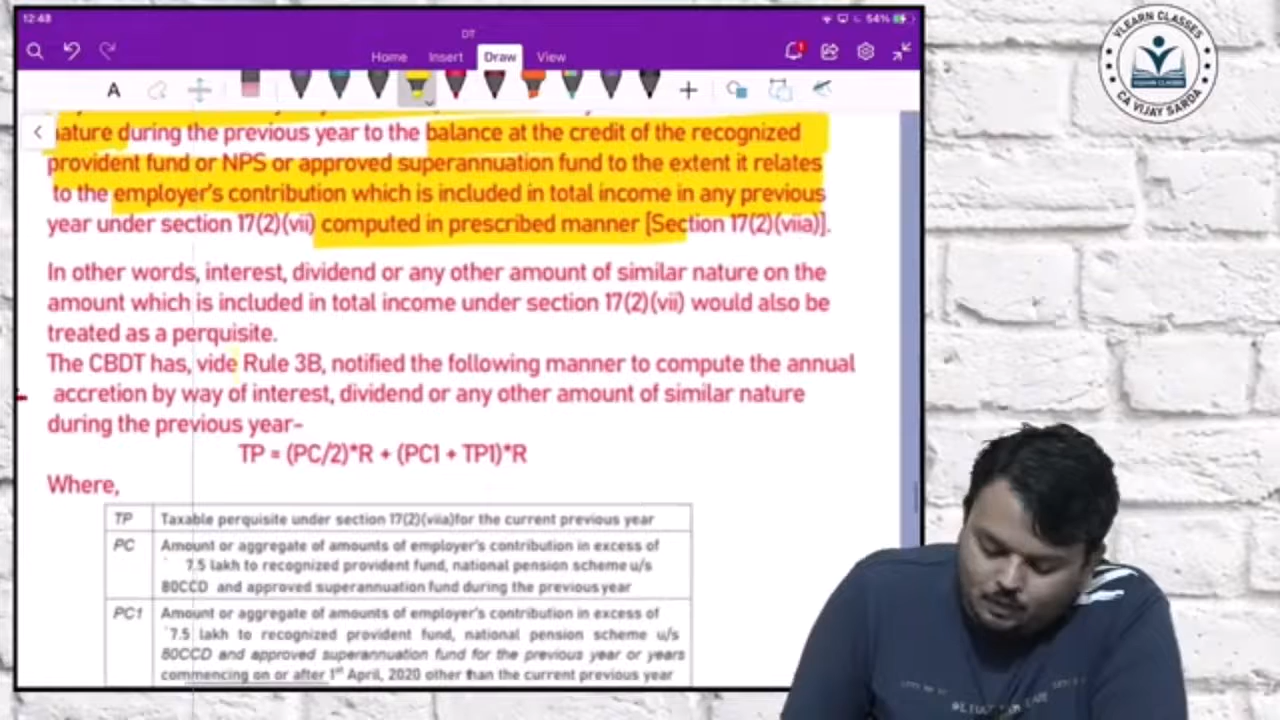 12:48
54%
DT
Home Insert Draw View
nature during the previous year to the balance at the credit of the recognized
provident fund or NPS or approved superannuation fund to the extent it relates
to the employer's contribution which is included in total income in any previous
year under section 17(2)(vii) computed in prescribed manner [Section 17(2)(viia)].
In other words, interest, dividend or any other amount of similar nature on the
amount which is included in total income under section 17(2)(vii) would also be
treated as a perquisite.
The CBDT has, vide Rule 3B, notified the following manner to compute the annual
accretion by way of interest, dividend or any other amount of similar nature
during the previous year-
TP = (PC/2)*R + (PC1 + TP1)*R
Where,
TP Taxable perquisite under section 17(2)(viia)for the current previous year
PC Amount or aggregate of amounts of employer's contribution in excess of
7.5 lakh to recognized provident fund, national pension scheme u/s
80CCD and approved superannuation fund during the previous year
PC1 Amount or aggregate of amounts of employer's contribution in excess of
7.5 lakh to recognized provident fund, national pension scheme u/s
80CCD and approved superannuation fund for the previous year or years
commencing on or after 1st April, 2020 other than the current previous year
VLEARN CLASSES
CA VIJAY SARDA